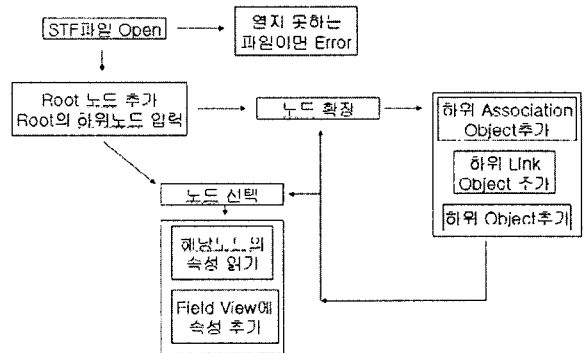 STF파일 Open
열지 못하는
파일이면 Error
Root 노드 추가
Root의 하위노드 입력
노드 확장
하위 Association
Object추가
하위 Link
Object 추가
하위 Object추가
노드 선택
해당노드의
속성 읽기
Field View에
속성 추가